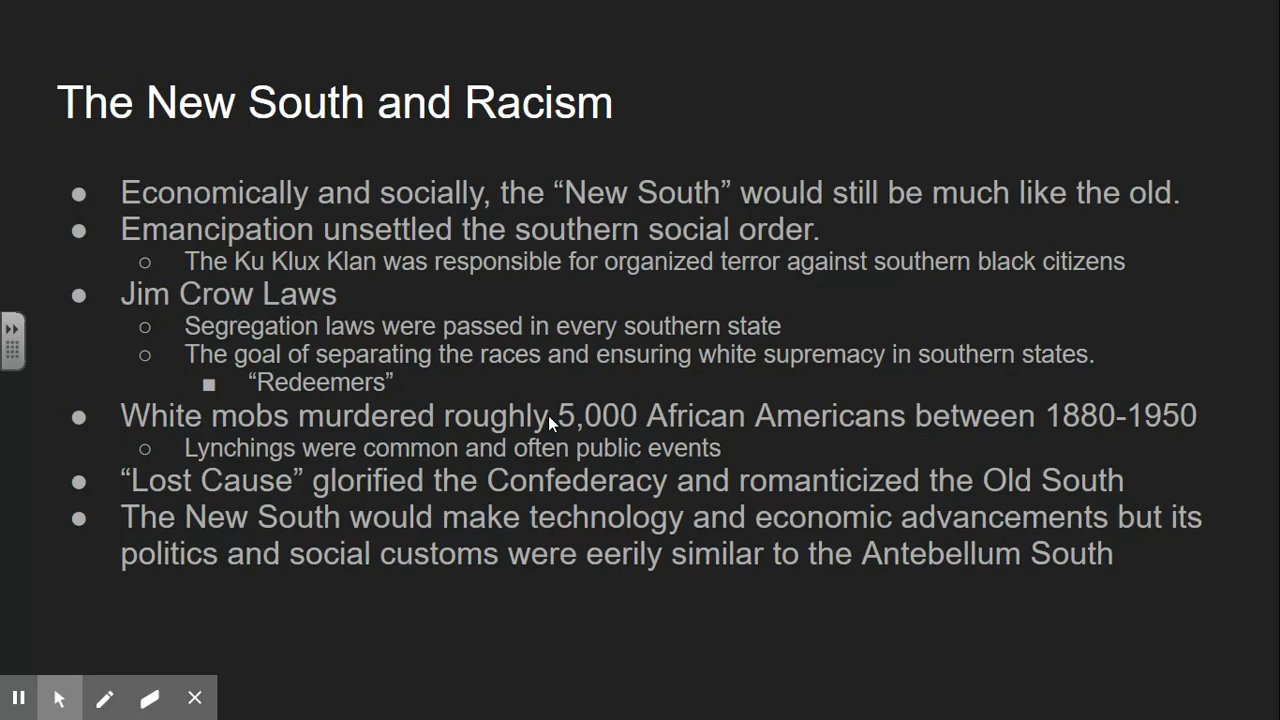 The New South and Racism
● Economically and socially, the “New South” would still be much like the old.
● Emancipation unsettled the southern social order.
○ The Ku Klux Klan was responsible for organized terror against southern black citizens
● Jim Crow Laws
○ Segregation laws were passed in every southern state
○ The goal of separating the races and ensuring white supremacy in southern states.
■ “Redeemers”
● White mobs murdered roughly 5,000 African Americans between 1880-1950
○ Lynchings were common and often public events
● “Lost Cause” glorified the Confederacy and romanticized the Old South
● The New South would make technology and economic advancements but its
politics and social customs were eerily similar to the Antebellum South